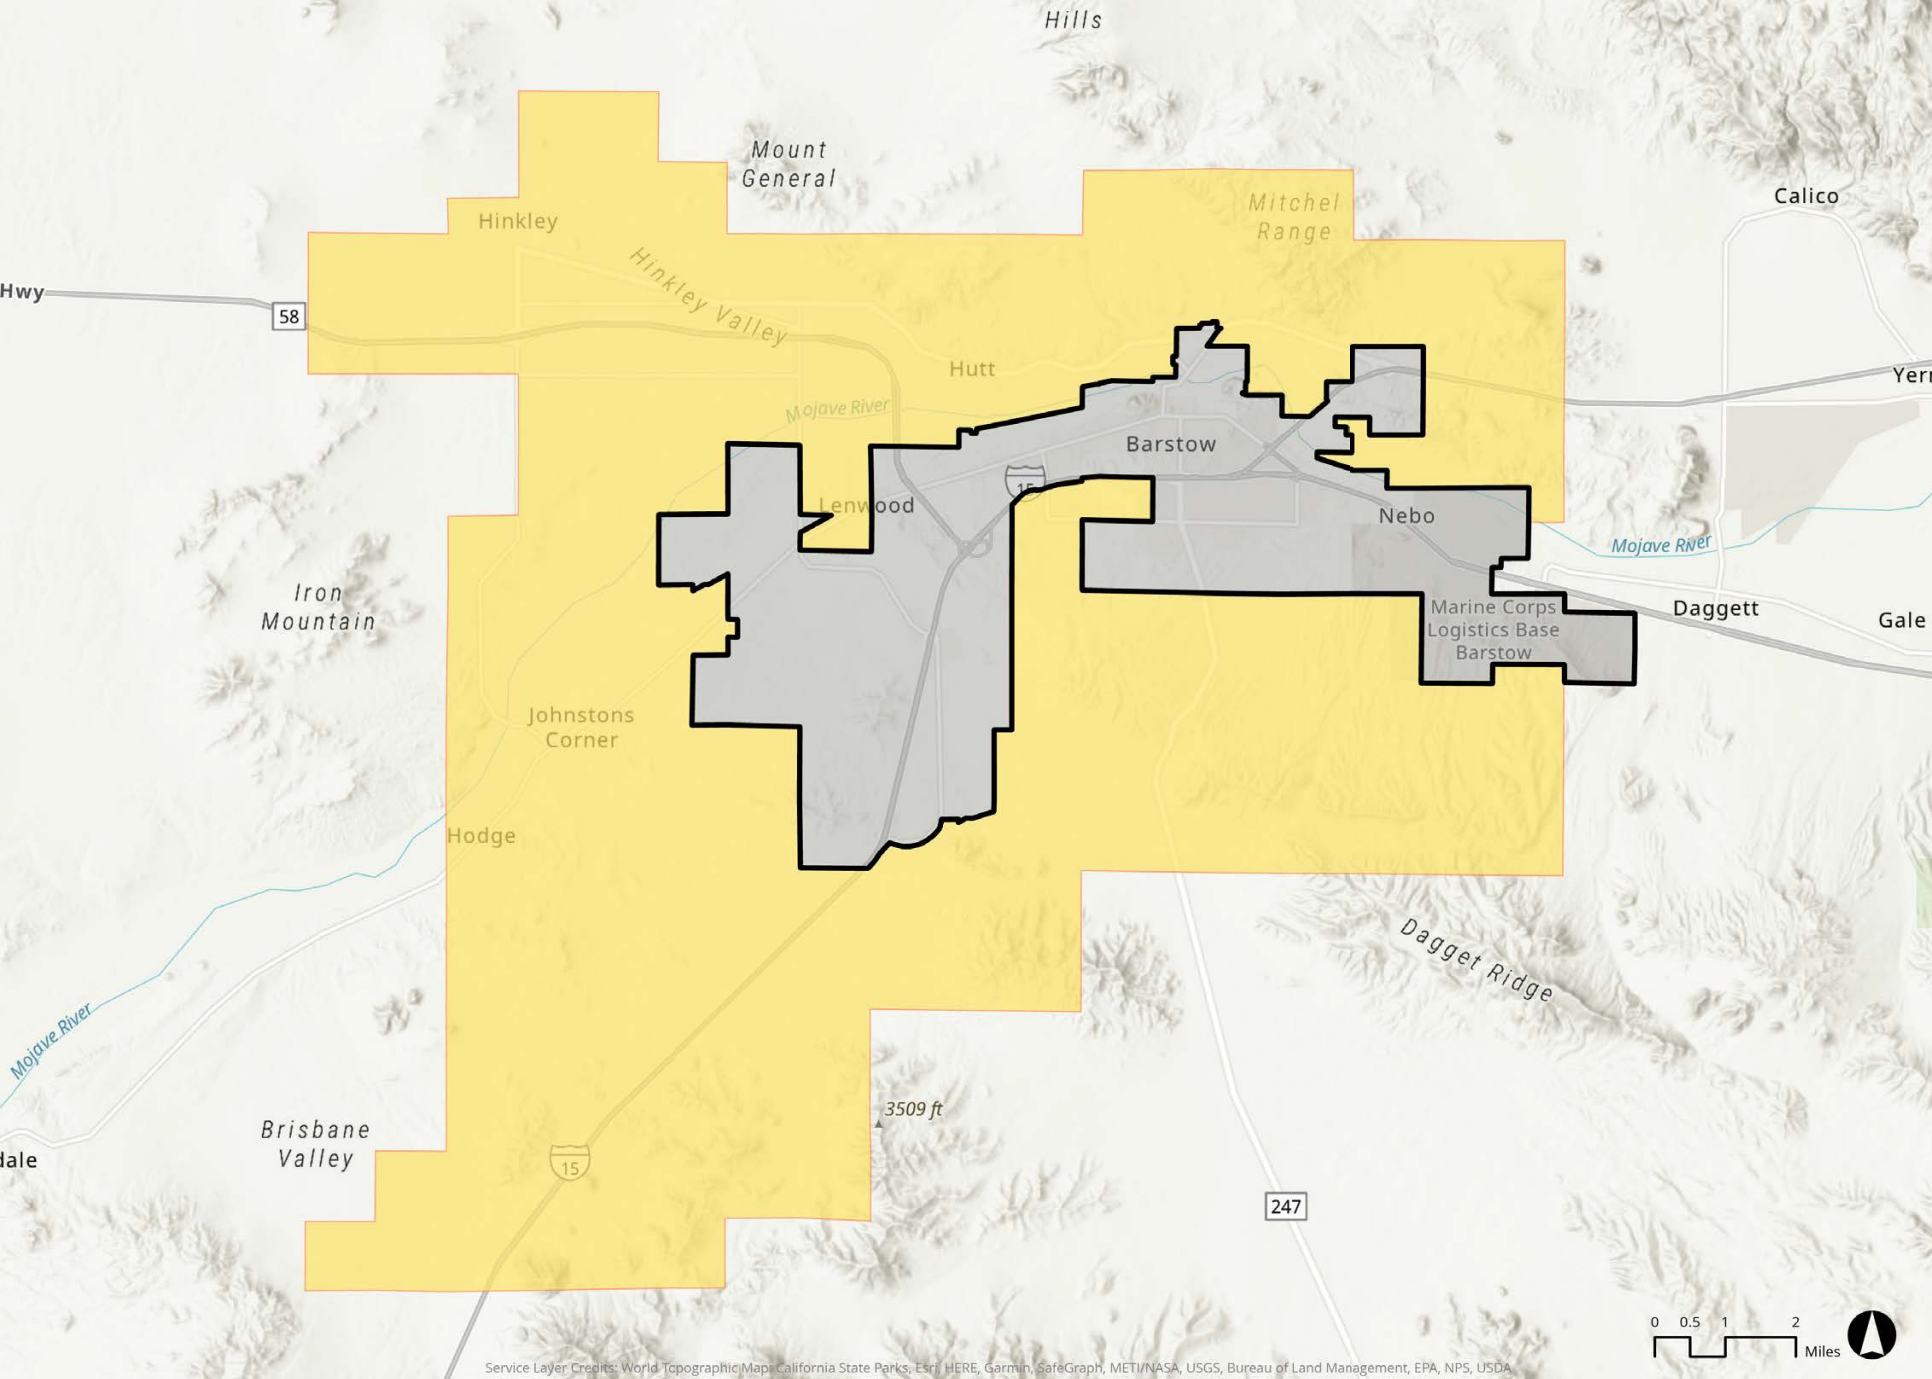 Hills
Mount
General
Calico
Mitchel
Range
Hinkley
Hwy
58
Hinkley Valley
Hutt
Yerr
Mojave River
Barstow
15
Lenwood
Nebo
Mojave River
Iron
Mountain
Marine Corps
Logistics Base
Barstow
Daggett
Gale
Johnstons
Corner
Hodge
Dagget Ridge
Mojave River
3509 ft
Brisbane
Valley
dale
15
247
0 0.5 1 2
Miles
Service Layer Credits: World Topographic Map: California State Parks, Esri, HERE, Garmin, SafeGraph, METI/NASA, USGS, Bureau of Land Management, EPA, NPS, USDA